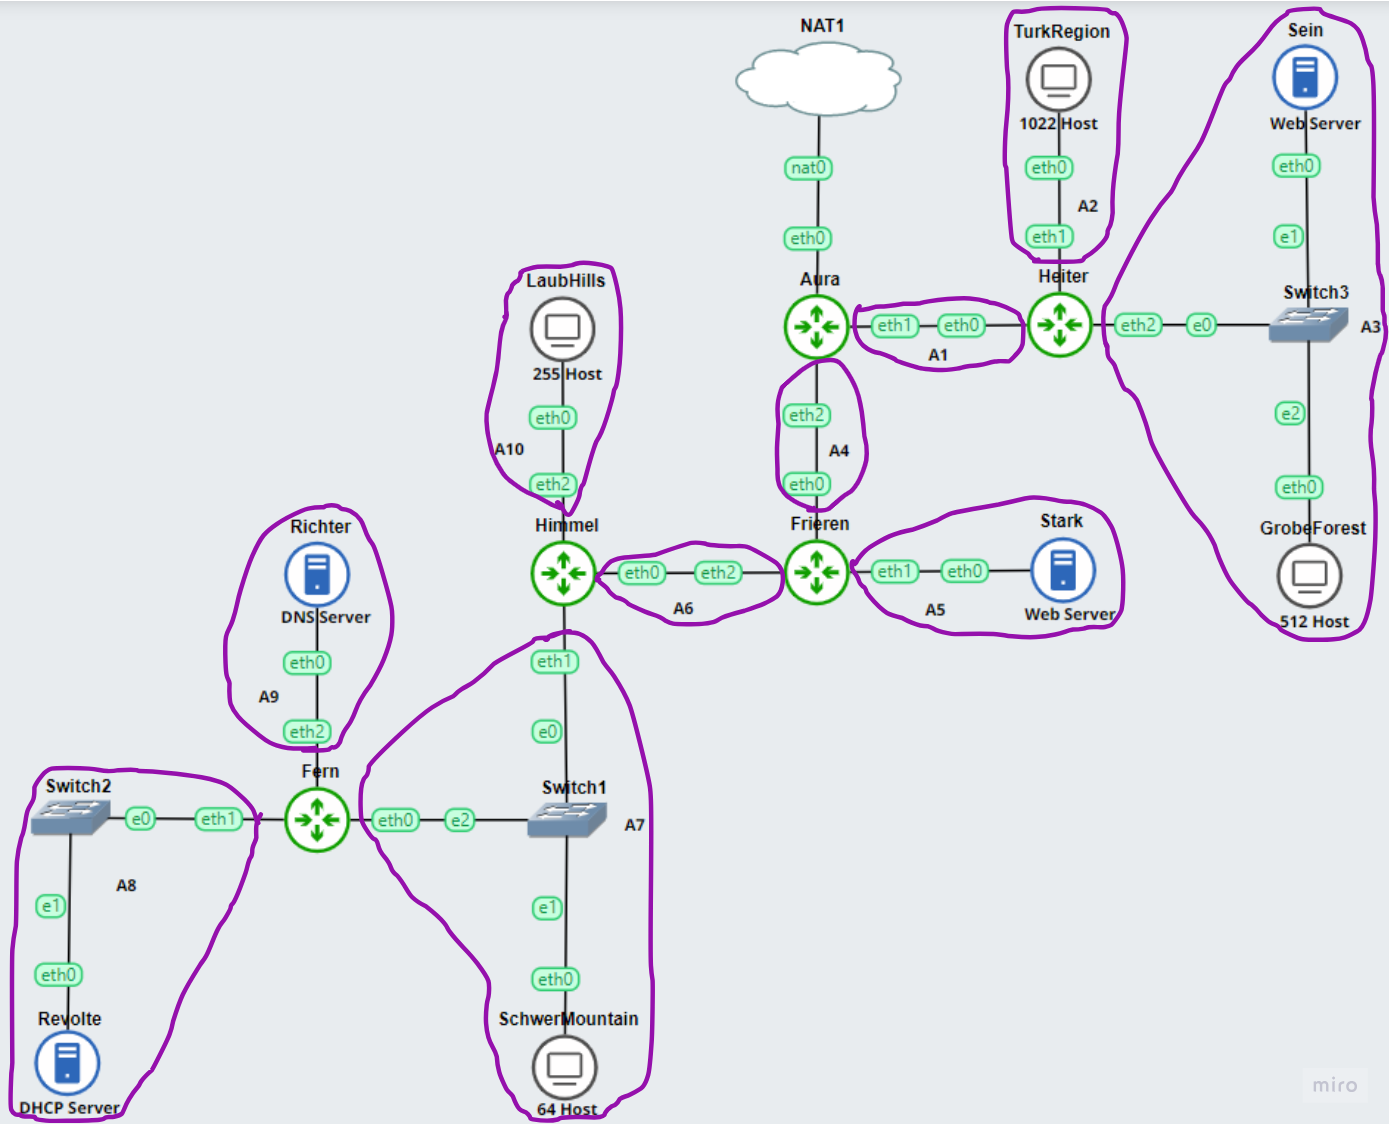 NAT1
TurkRegion
Sein
1022 Host
Web Server
nat0
eth0
eth0
A2
eth0
eth1
e1
Aura
Heiter
LaubHills
Switch3
eth1
eth0
eth2
e0
A3
A1
255 Host
eth0
eth2
e2
A10
A4
eth2
eth0
eth0
Richter
Himmel
Frieren
Stark
GrobeForest
eth0
eth2
eth1
eth0
DNS Server
A6
A5
Web Server
512 Host
eth0
eth1
A9
eth2
e0
Fern
Switch2
Switch1
e0
eth1
eth0
e2
A7
A8
e1
e1
eth0
eth0
Revolte
SchwerMountain
DHCP Server
64 Host
miro